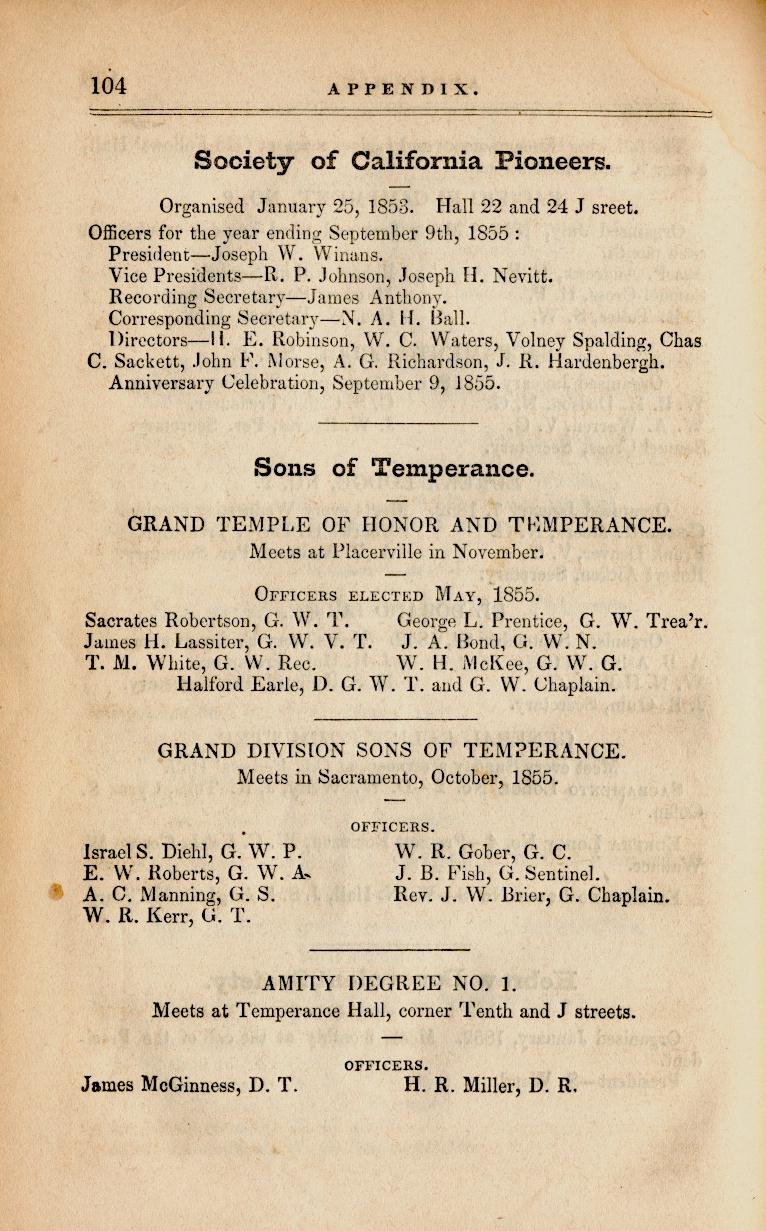 104 APPENDIX.
Society of California Pioneers.
Organised January 25, 1853. Hall 22 and 24 J sreet.
Officers for the year ending September 9th, 1855 :
President—Joseph W. Winans.
Vice Presidents—R. P. Johnson, Joseph H. Nevitt.
Recording Secretary—James Anthony.
Corresponding Secretary—N. A. H. Ball.
Directors—H. E. Robinson, W. C. Waters, Volney Spalding, Chas
C. Sackett, John F. Morse, A. G. Richardson, J. R. Hardenbergh.
Anniversary Celebration, September 9, 1855.
Sons of Temperance.
GRAND TEMPLE OF HONOR AND TEMPERANCE.
Meets at Placerville in November.
OFFICERS ELECTED MAY, 1855.
Sacrates Robertson, G. W. T. George L. Prentice, G. W. Trea'r.
James H. Lassiter, G. W. V. T. J. A. Bond, G. W. N.
T. M. White, G. W. Rec. W. H. McKee, G. W. G.
Halford Earle, D. G. W. T. and G. W. Chaplain.
GRAND DIVISION SONS OF TEMPERANCE.
Meets in Sacramento, October, 1855.
OFFICERS.
Israel S. Diehl, G. W. P. W. R. Gober, G. C.
E. W. Roberts, G. W. A. J. B. Fish, G. Sentinel.
A. C. Manning, G. S. Rev. J. W. Brier, G. Chaplain.
W. R. Kerr, G. T.
AMITY DEGREE NO. 1.
Meets at Temperance Hall, corner Tenth and J streets.
OFFICERS.
James McGinness, D. T. H. R. Miller, D. R.